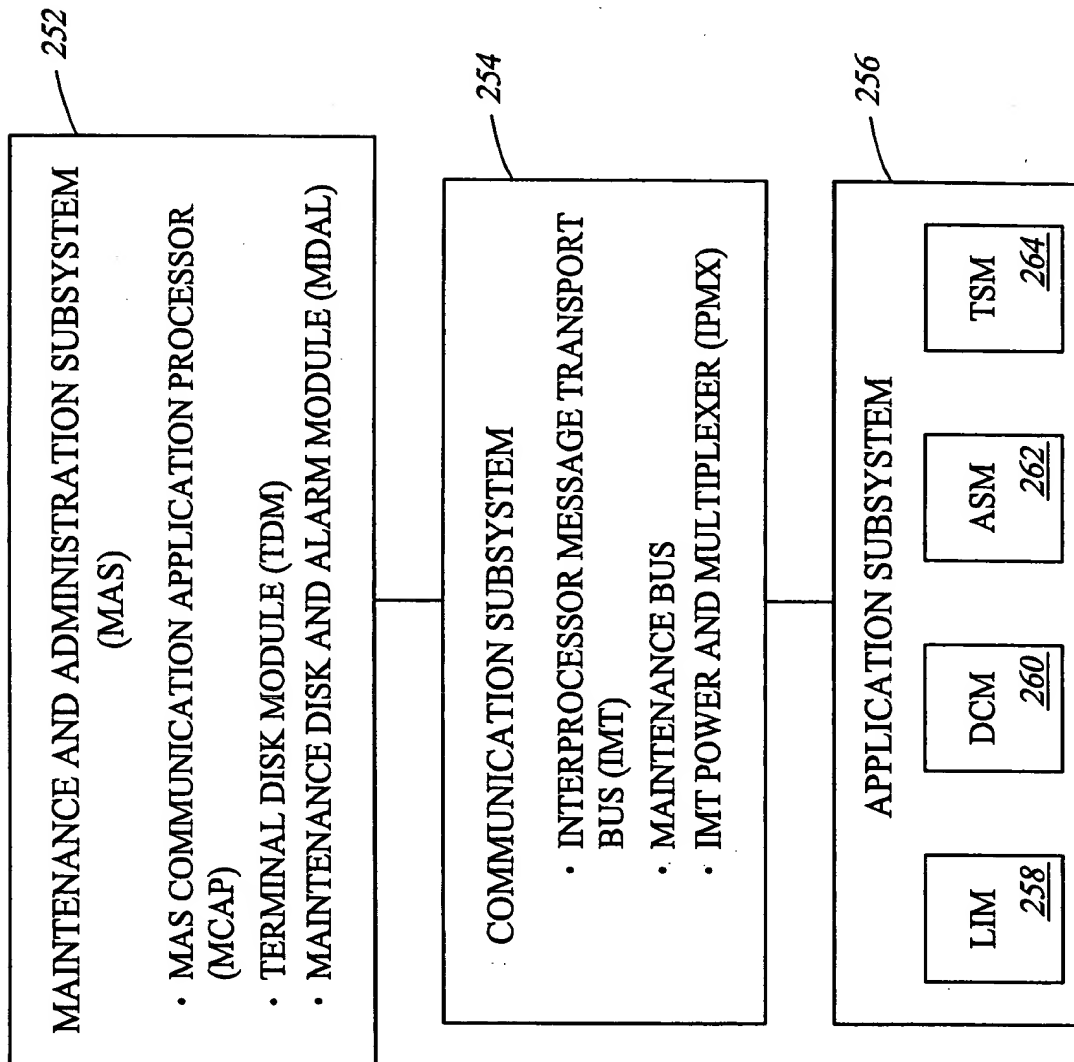 MAINTENANCE AND ADMINISTRATION SUBSYSTEM
(MAS)
· MAS COMMUNICATION APPLICATION PROCESSOR
(MCAP)
· TERMINAL DISK MODULE (TDM)
· MAINTENANCE DISK AND ALARM MODULE (MDAL)
252
COMMUNICATION SUBSYSTEM
· INTERPROCESSOR MESSAGE TRANSPORT
BUS (IMT)
· MAINTENANCE BUS
· IMT POWER AND MULTIPLEXER (IPMX)
254
APPLICATION SUBSYSTEM
256
LIM
258
DCM
260
ASM
262
TSM
264